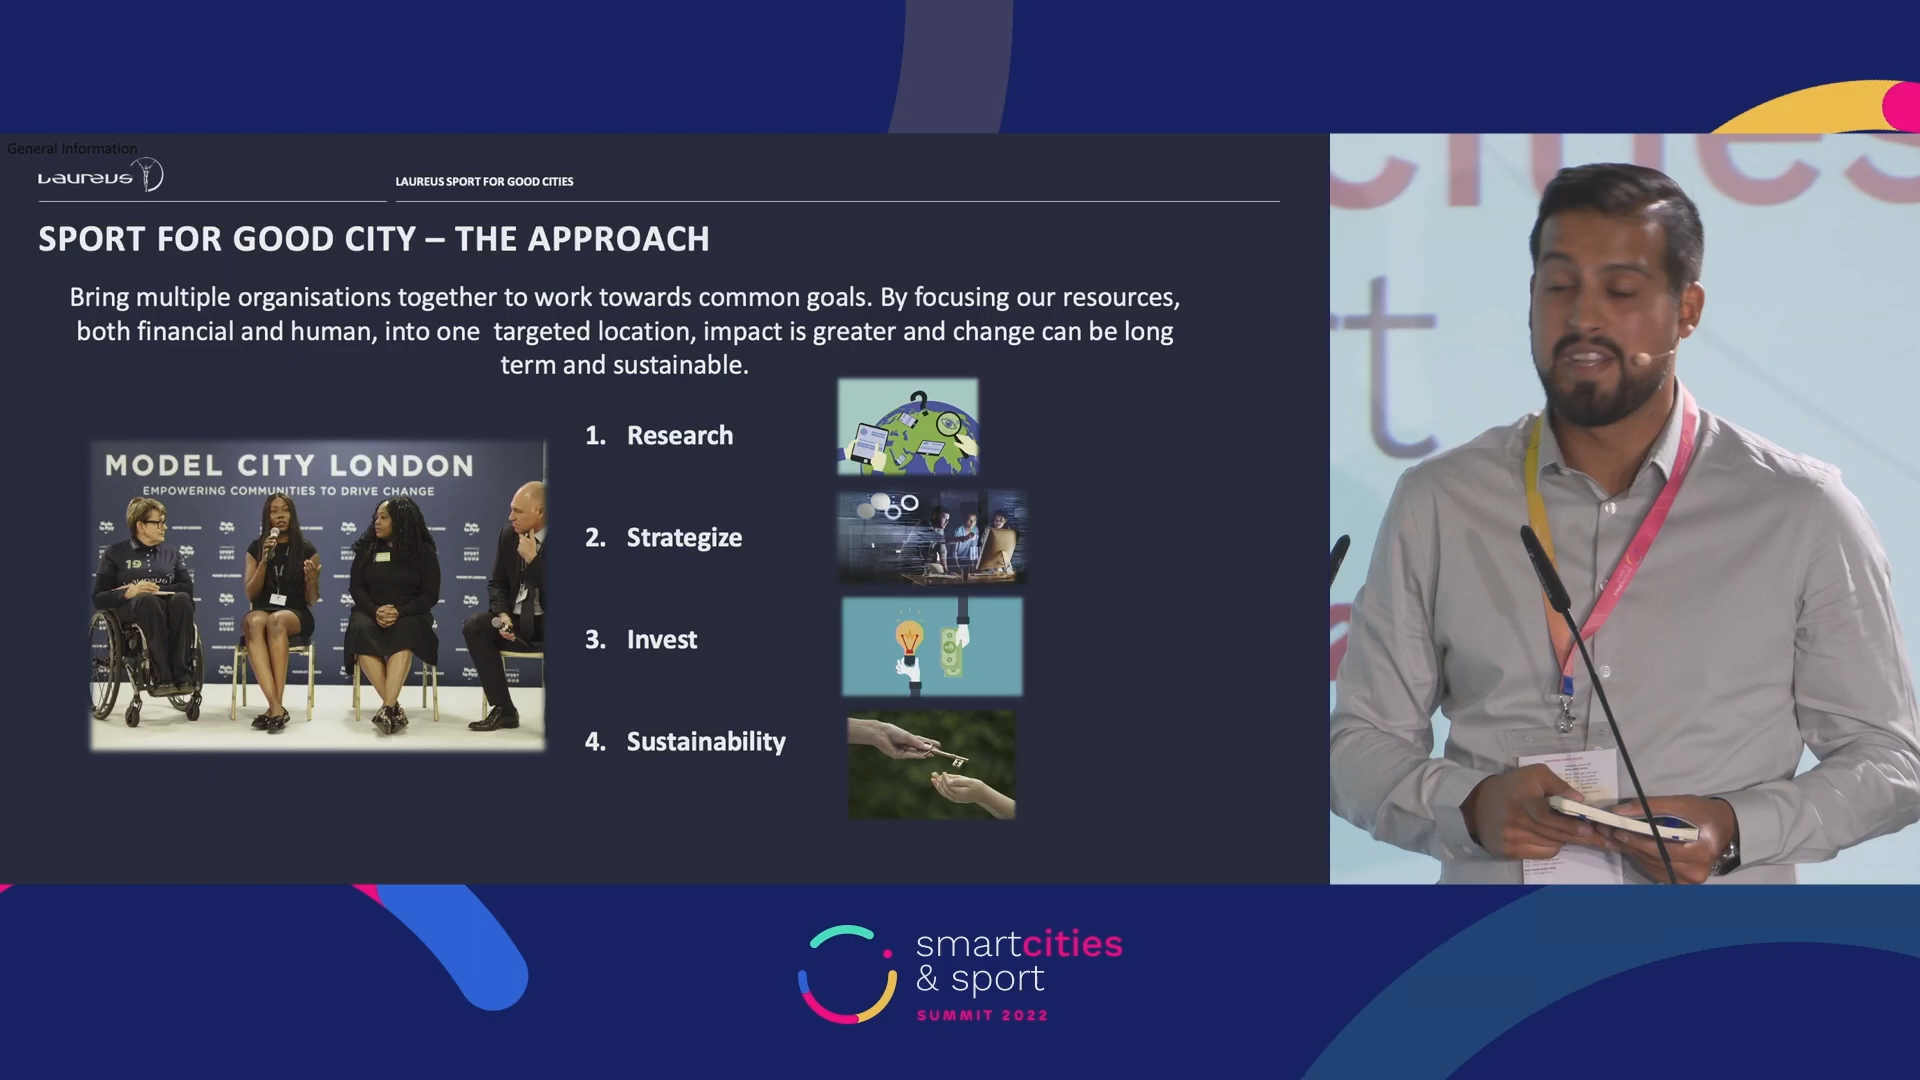 General Information
Laureus
LAUREUS SPORT FOR GOOD CITIES
SPORT FOR GOOD CITY – THE APPROACH
Bring multiple organisations together to work towards common goals. By focusing our resources,
both financial and human, into one targeted location, impact is greater and change can be long
term and sustainable.
MODEL CITY LONDON
EMPOWERING COMMUNITIES TO DRIVE CHANGE
19
1. Research
2. Strategize
3. Invest
4. Sustainability
cities
rt
smartcities
& sport
SUMMIT 2022